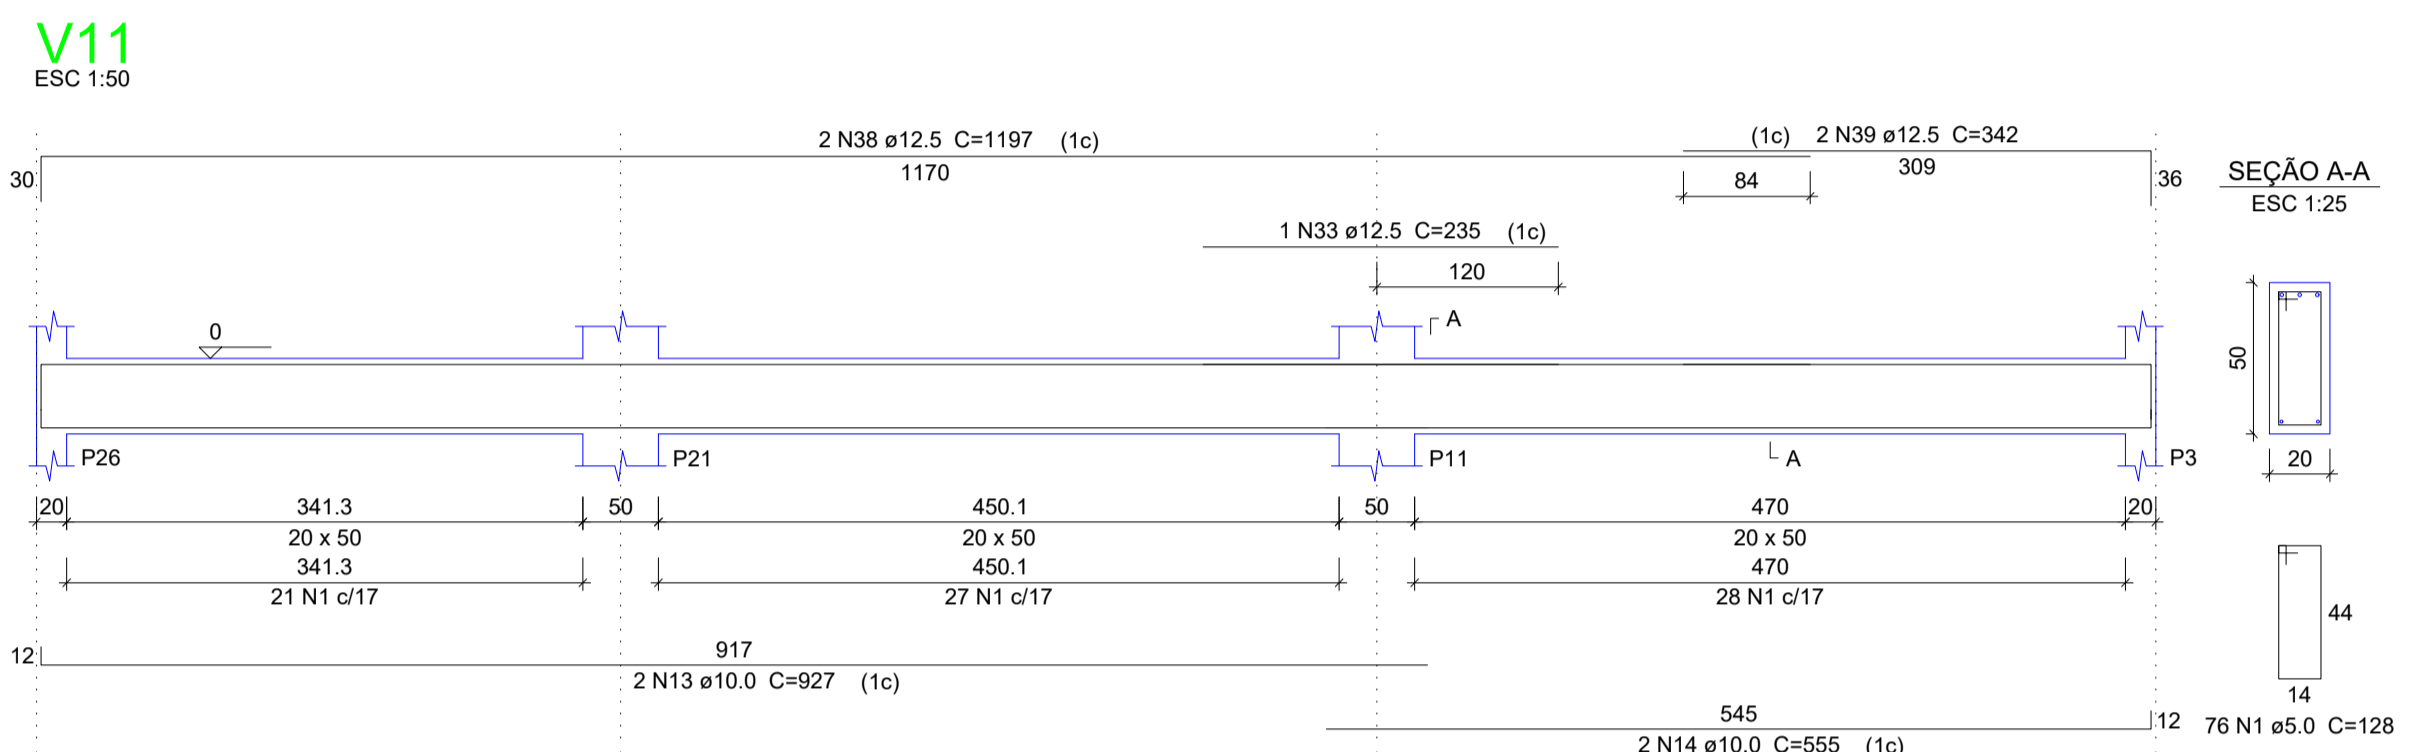 V11
ESC 1:50
2 N38 ø12.5 C=1197 (1c)
1170
30
(1c) 2 N39 ø12.5 C=342
309
36
84
1 N33 ø12.5 C=235 (1c)
120
SEÇÃO A-A
ESC 1:25
0
A
50
20
P26
P21
P11
A
P3
20
341.3
50
450.1
50
470
20
20 x 50
20 x 50
20 x 50
341.3
450.1
470
21 N1 c/17
27 N1 c/17
28 N1 c/17
44
14
76 N1 ø5.0 C=128
12
917
2 N13 ø10.0 C=927 (1c)
545
12
2 N14 ø10.0 C=555 (1c)